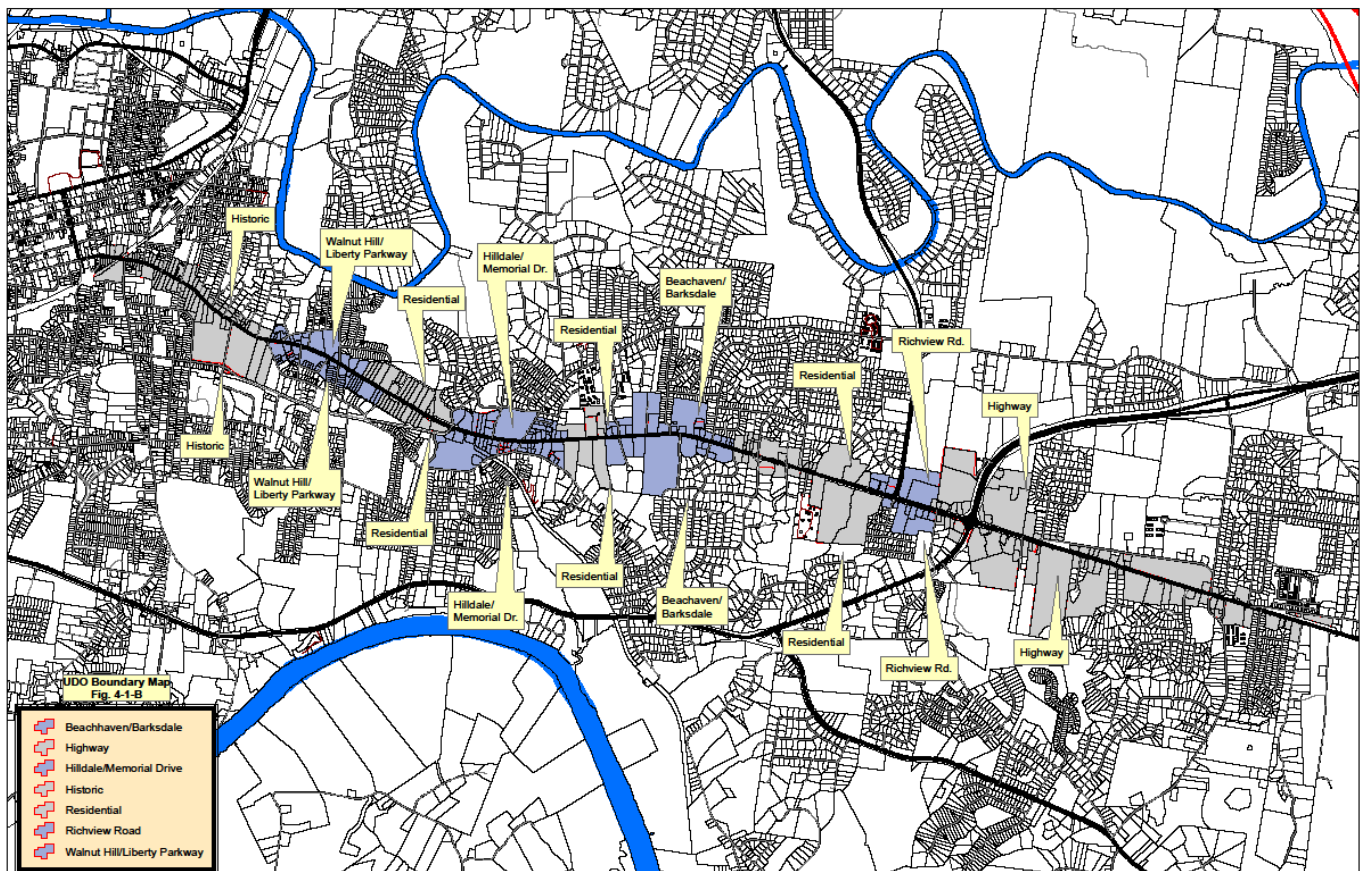 Historic
Walnut Hill/
Liberty Parkway
Hilldale/
Memorial Dr.
Beachaven/
Barksdale
Residential
Residential
Richview Rd.
Residential
Highway
Historic
Walnut Hill/
Liberty Parkway
Residential
Residential
Hilldale/
Memorial Dr.
Beachaven/
Barksdale
Residential
Richview Rd.
Highway
UDO Boundary Map
Fig. 4-1-B
Beachhaven/Barksdale
Highway
Hilldale/Memorial Drive
Historic
Residential
Richview Road
Walnut Hill/Liberty Parkway